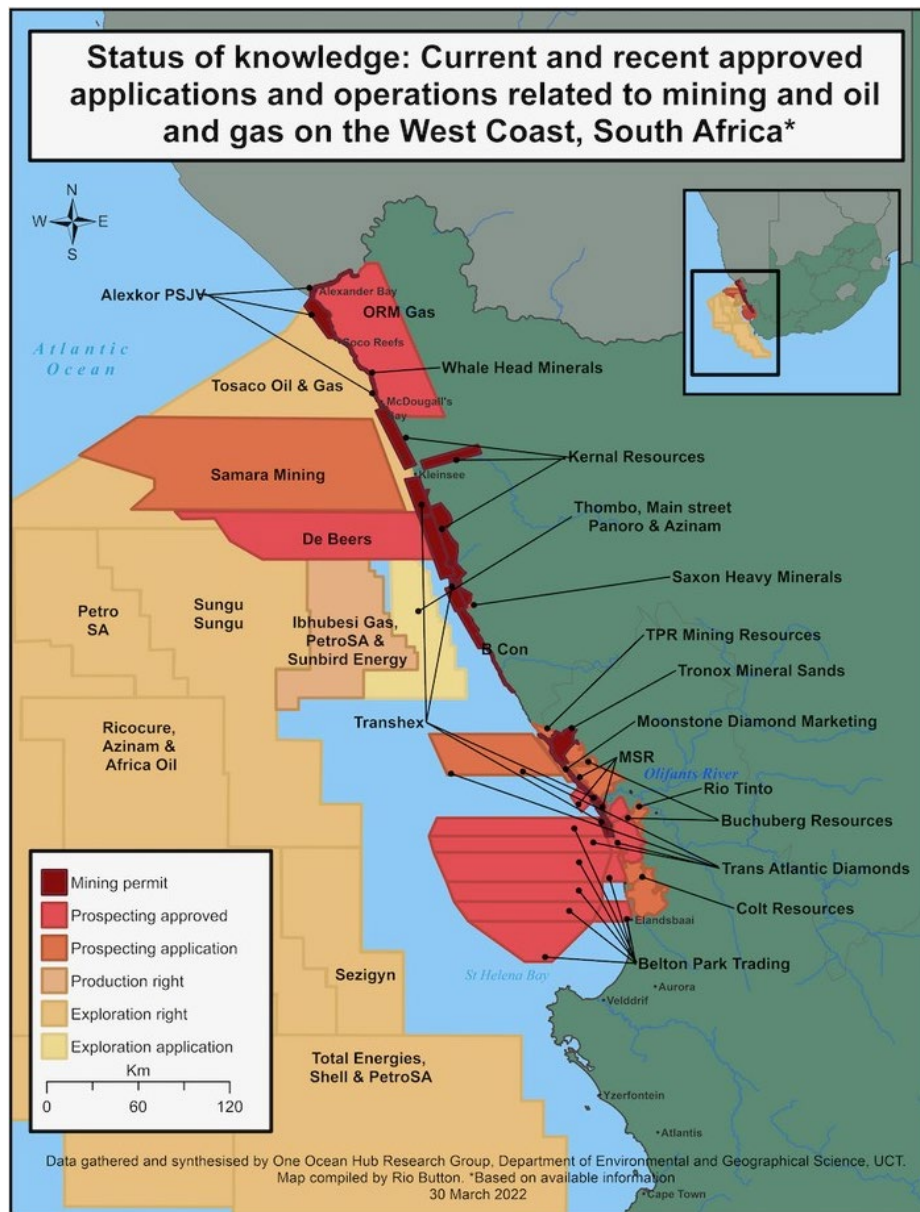 Status of knowledge: Current and recent approved
applications and operations related to mining and oil
and gas on the West Coast, South Africa*
N
W
E
S
Alexkor PSJV
Alexander Bay
ORM Gas
Soco Reefs
Atlantic
Ocean
Whale Head Minerals
Tosaco Oil & Gas
McDougall's
Bay
Kernal Resources
Samara Mining
Kleinsee
Thombo, Main street
Panoro & Azinam
De Beers
Saxon Heavy Minerals
Petro
SA
Sungu
Sungu
Ibhubesi Gas,
PetroSA &
Sunbird Energy
B Con
TPR Mining Resources
Tronox Mineral Sands
Transhex
Moonstone Diamond Marketing
Ricocure,
Azinam &
Africa Oil
MSR
Olifants River
Rio Tinto
Buchuberg Resources
Trans Atlantic Diamonds
Colt Resources
Elandsbaai
Belton Park Trading
St Helena Bay
Sezigyn
Aurora
Velddrif
Total Energies,
Shell & PetroSA
Yzerfontein
Atlantis
Cape Town
Mining permit
Prospecting approved
Prospecting application
Production right
Exploration right
Exploration application
Km
0 60 120
Data gathered and synthesised by One Ocean Hub Research Group, Department of Environmental and Geographical Science, UCT.
Map compiled by Rio Button. *Based on available information
30 March 2022